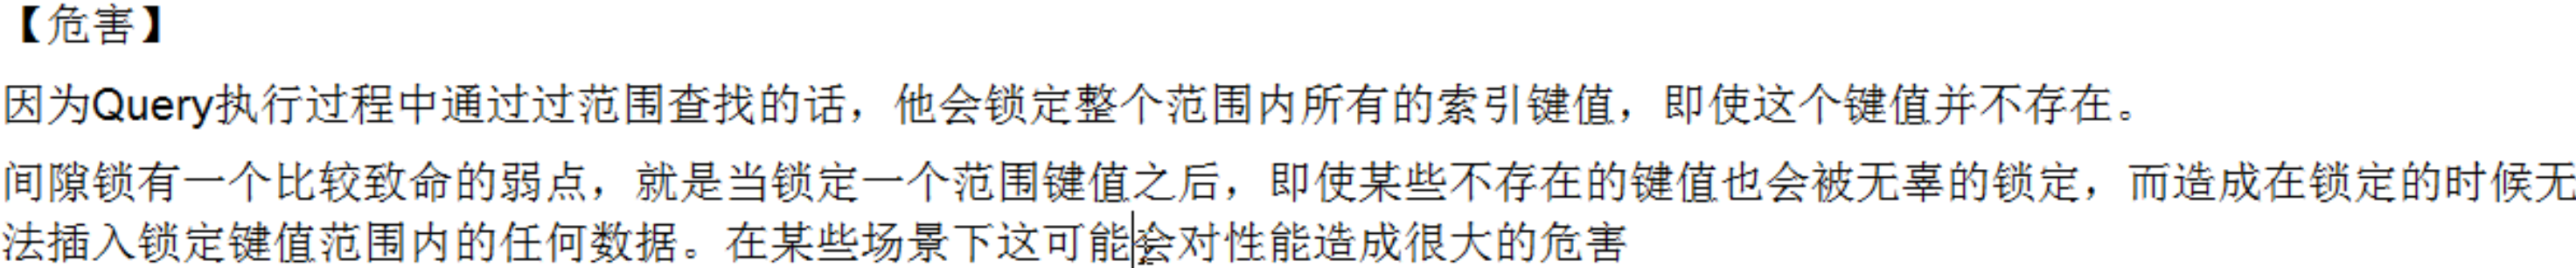 【危害】
因为Query执行过程中通过过范围查找的话，他会锁定整个范围内所有的索引键值，即使这个键值并不存在。
间隙锁有一个比较致命的弱点，就是当锁定一个范围键值之后，即使某些不存在的键值也会被无辜的锁定，而造成在锁定的时候无
法插入锁定键值范围内的任何数据。在某些场景下这可能会对性能造成很大的危害